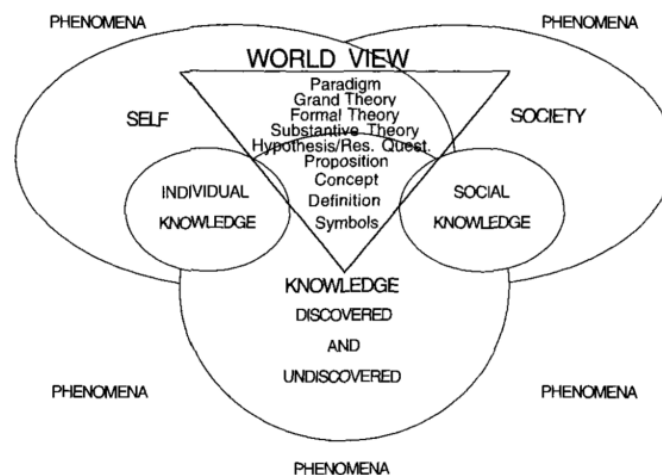 PHENOMENA
PHENOMENA
WORLD VIEW
Paradigm
Grand Theory
Formal Theory
Substantive Theory
Hypothesis/Res. Quest.
Proposition
Concept
Definition
Symbols
SELF
SOCIETY
INDIVIDUAL
KNOWLEDGE
SOCIAL
KNOWLEDGE
KNOWLEDGE
DISCOVERED
AND
UNDISCOVERED
PHENOMENA
PHENOMENA
PHENOMENA